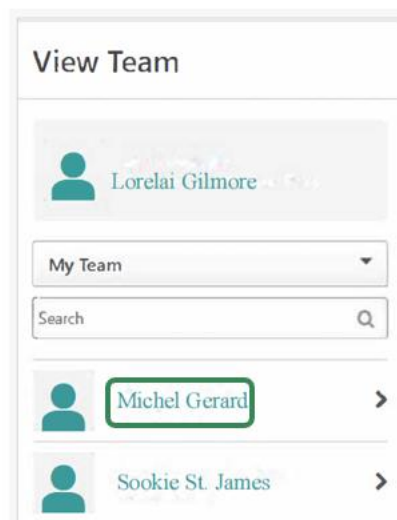 View Team
Lorelai Gilmore
My Team
Search
Michel Gerard
Sookie St. James